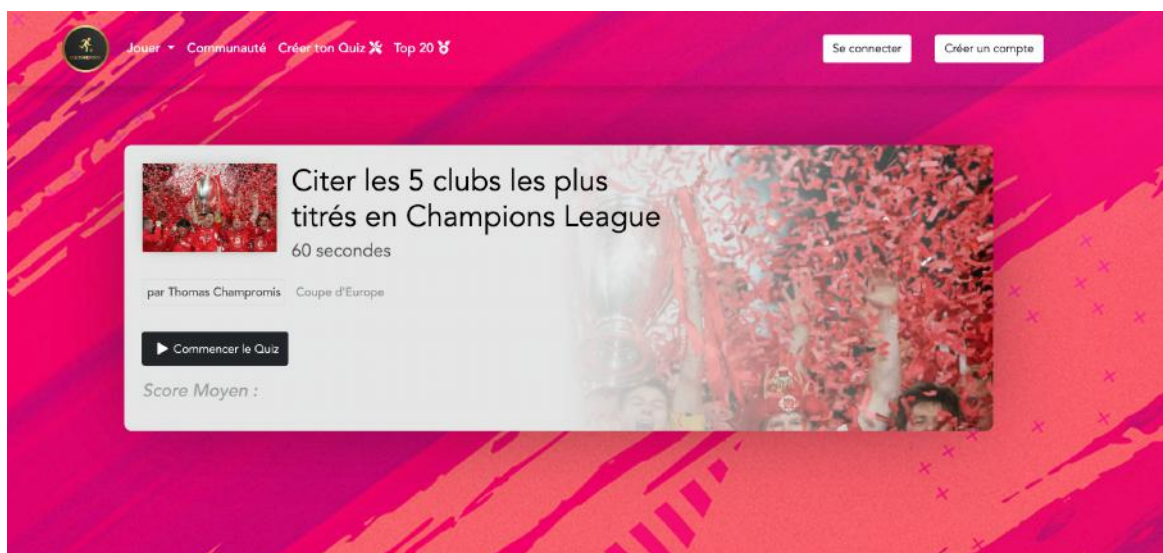 Jouer Communauté Créer ton Quiz Top 20
Se connecter
Créer un compte
Citer les 5 clubs les plus
titrés en Champions League
60 secondes
par Thomas Champromis
Coupe d'Europe
Commencer le Quiz
Score Moyen :